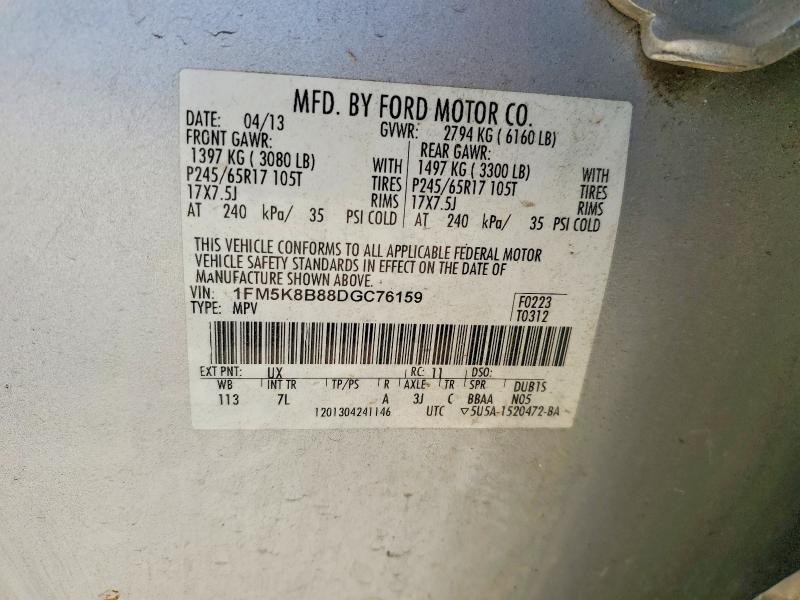 MFD. BY FORD MOTOR CO.
DATE: 04/13 GVWR: 2794 KG ( 6160 LB)
FRONT GAWR: REAR GAWR:
1397 KG ( 3080 LB) WITH 1497 KG ( 3300 LB) WITH
P245/65R17 105T TIRES P245/65R17 105T TIRES
17X7.5J RIMS 17X7.5J RIMS
AT 240 kPa/ 35 PSI COLD AT 240 kPa/ 35 PSI COLD
THIS VEHICLE CONFORMS TO ALL APPLICABLE FEDERAL MOTOR
VEHICLE SAFETY STANDARDS IN EFFECT ON THE DATE OF
MANUFACTURE SHOWN ABOVE.
VIN: 1FM5K8B88DGC76159 F0223
TYPE: MPV T0312
EXT PNT: UX RC: 11 DSO:
WB INT TR TP/PS R AXLE TR SPR DUB1S
113 7L A 3J C BBAA N05
1201304241146 UTC ▽5U5A-1520472-BA